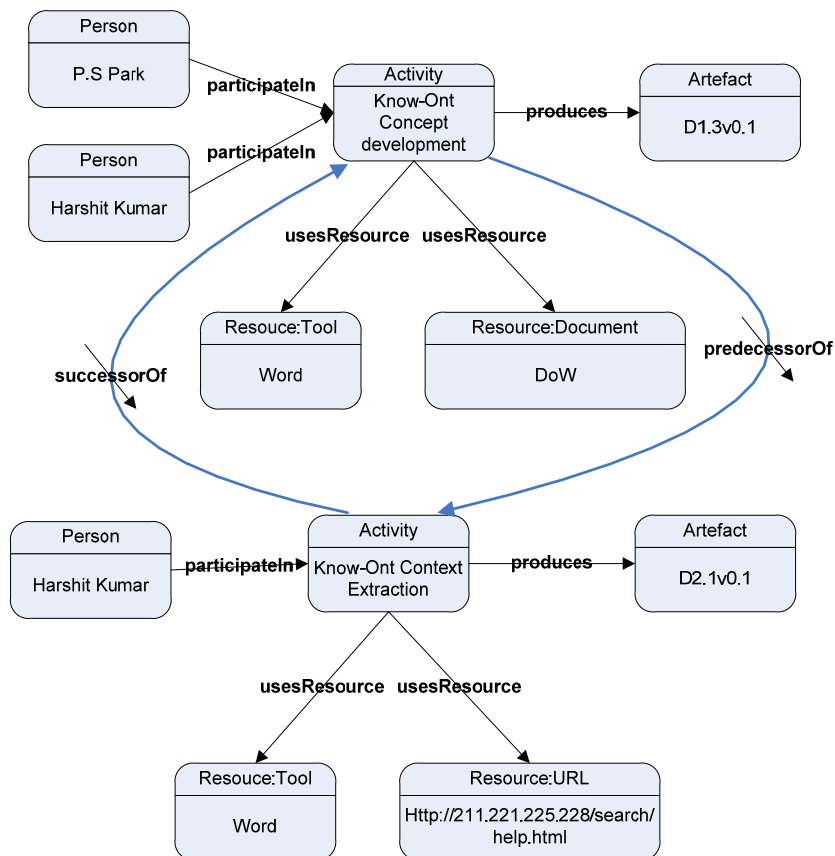 Person
P.S Park
participateIn
Activity
Know-Ont
Concept
development
produces
Artefact
D1.3v0.1
Person
Harshit Kumar
participateIn
usesResource
usesResource
Resouce:Tool
Word
Resource:Document
DoW
successorOf
predecessorOf
Person
Harshit Kumar
participateIn
Activity
Know-Ont Context
Extraction
produces
Artefact
D2.1v0.1
usesResource
usesResource
Resouce:Tool
Word
Resource:URL
Http://211.221.225.228/search/
help.html